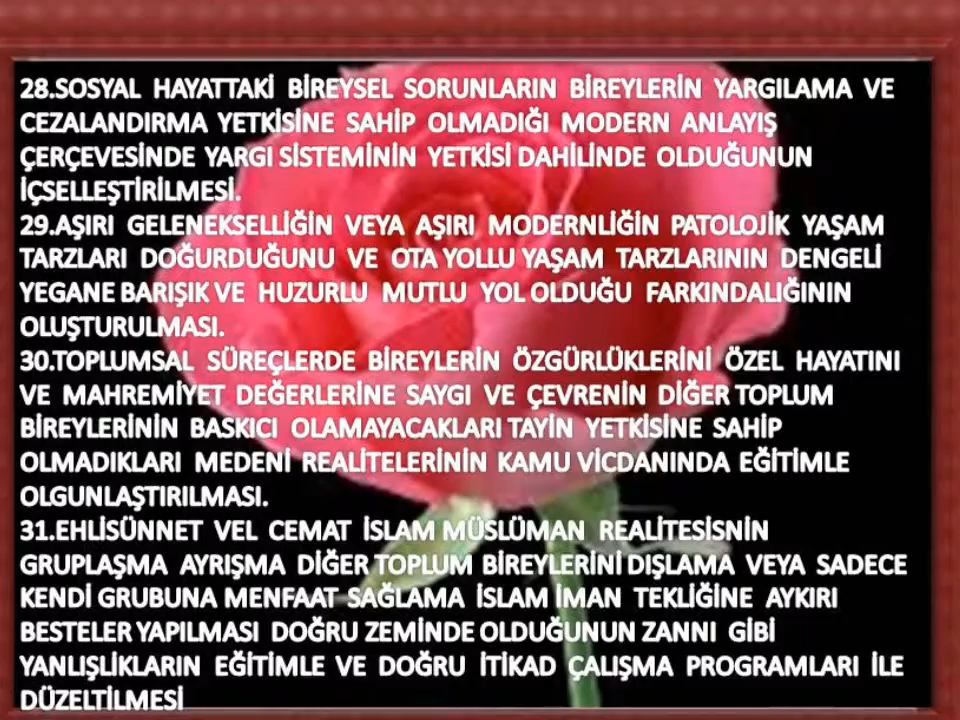 28.SOSYAL HAYATTAKİ BİREYSEL SORUNLARIN BİREYLERİN YARGILAMA VE
CEZALANDIRMA YETKİSİNE SAHİP OLMADIĞI MODERN ANLAYIŞ
ÇERÇEVESİNDE YARGI SİSTEMİNİN YETKİSİ DAHİLİNDE OLDUĞUNUN
İÇSELLEŞTİRİLMESİ.
29.AŞIRI GELENEKSELLİĞİN VEYA AŞIRI MODERNLİĞİN PATOLOJİK YAŞAM
TARZLARI DOĞURDUĞUNU VE OTA YOLLU YAŞAM TARZLARININ DENGELİ
YEGANE BARIŞIK VE HUZURLU MUTLU YOL OLDUĞU FARKINDALIĞININ
OLUŞTURULMASI.
30.TOPLUMSAL SÜREÇLERDE BİREYLERİN ÖZGÜRLÜKLERİNİ ÖZEL HAYATINI
VE MAHREMİYET DEĞERLERİNE SAYGI VE ÇEVRENİN DİĞER TOPLUM
BİREYLERİNİN BASKICI OLAMAYACAKLARI TAYİN YETKİSİNE SAHİP
OLMADIKLARI MEDENİ REALİTELERİNİN KAMU VİCDANINDA EĞİTİMLE
OLGUNLAŞTIRILMASI.
31.EHLİSÜNNET VEL CEMAT İSLAM MÜSLÜMAN REALİTESİSNİN
GRUPLAŞMA AYRIŞMA DİĞER TOPLUM BİREYLERİNİ DIŞLAMA VEYA SADECE
KENDİ GRUBUNA MENFAAT SAĞLAMA İSLAM İMAN TEKLİĞİNE AYKIRI
BESTELER YAPILMASI DOĞRU ZEMİNDE OLDUĞUNUN ZANNI GİBİ
YANLIŞLİKLARIN EĞİTİMLE VE DOĞRU İTİKAD ÇALIŞMA PROGRAMLARI İLE
DÜZELTİLMESİ